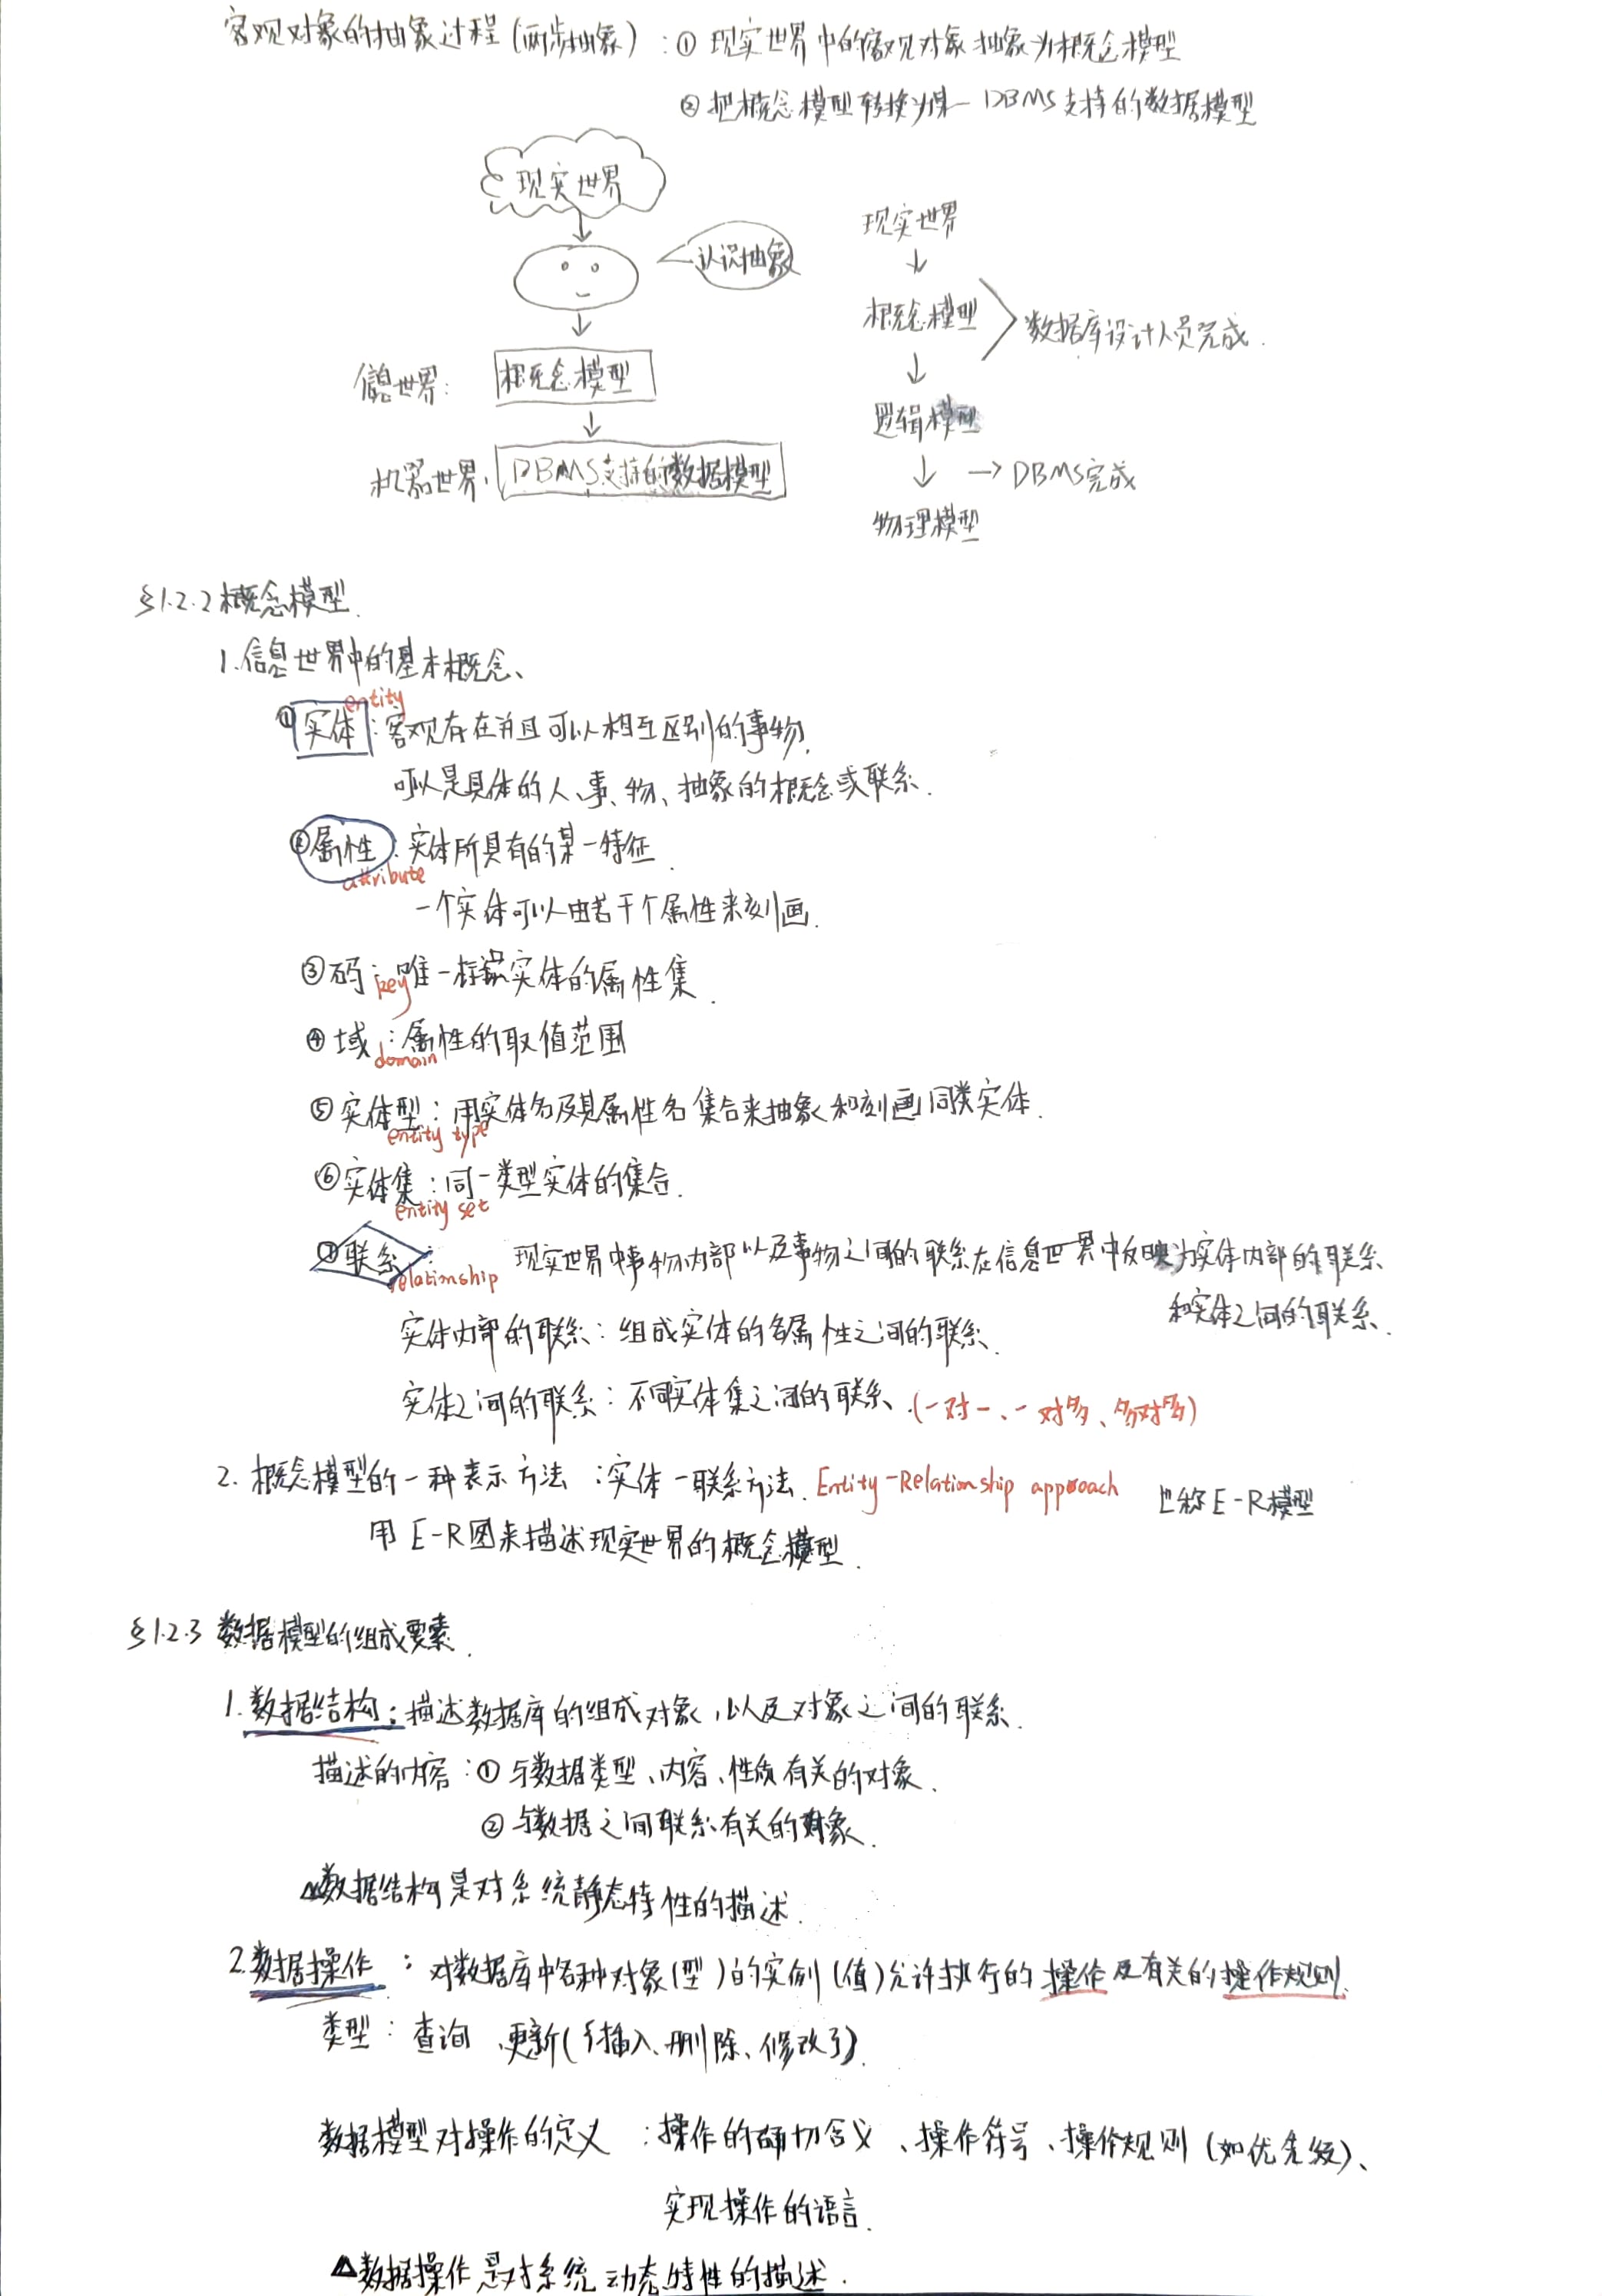 客观对象的抽象过程(两步抽象):① 现实世界中的客观对象抽象为概念模型
② 把概念模型转换为某一DBMS支持的数据模型
现实世界
认识抽象
信息世界: 概念模型
机器世界: DBMS支持的数据模型
现实世界
概念模型 数据库设计人员完成.
逻辑模型
→DBMS完成
物理模型
§1.2.2 概念模型.
1.信息世界中的基本概念、
entity
①实体:客观存在并且可以相互区别的事物.
可以是具体的人、事、物、抽象的概念或联系.
②属性:实体所具有的某一特征.
attribute
一个实体可以由若干个属性来刻画.
③码:唯一标识实体的属性集.
key
④域:属性的取值范围
domain
⑤实体型:用实体名及其属性名集合来抽象和刻画同类实体.
entity type
⑥实体集:同一类型实体的集合.
entity set
⑦联系: 现实世界中事物内部以及事物之间的联系在信息世界中反映为实体内部的联系
relationship
和实体之间的联系.
实体内部的联系:组成实体的各属性之间的联系.
实体之间的联系:不同实体集之间的联系.(一对一、一对多、多对多)
2. 概念模型的一种表示方法:实体一联系方法. Entity-Relationship approach 也称E-R模型
用E-R图来描述现实世界的概念模型.
§1.2.3 数据模型的组成要素.
1.数据结构:描述数据库的组成对象,以及对象之间的联系.
描述的内容:① 与数据类型、内容、性质有关的对象.
② 与数据之间联系有关的对象.
△数据结构是对系统静态特性的描述.
2.数据操作:对数据库中各种对象(型)的实例(值)允许执行的操作及有关的操作规则.
类型:查询、更新({插入、删除、修改})
数据模型对操作的定义:操作的确切含义、操作符号、操作规则(如优先级)、
实现操作的语言.
△数据操作是对系统动态特性的描述.